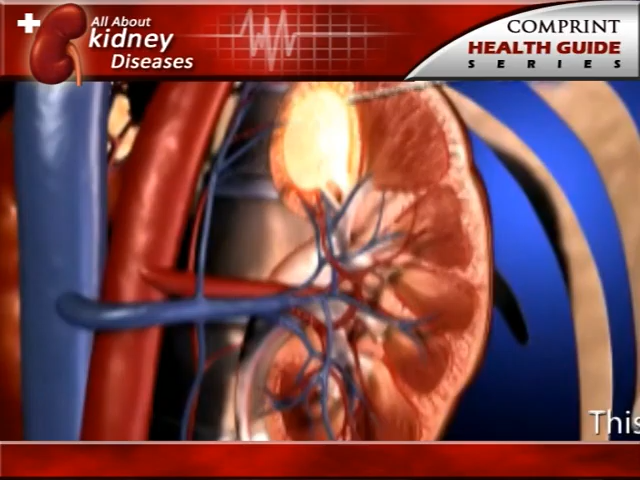 All About
kidney
Diseases
COMPRINT
HEALTH GUIDE
SERIES
This